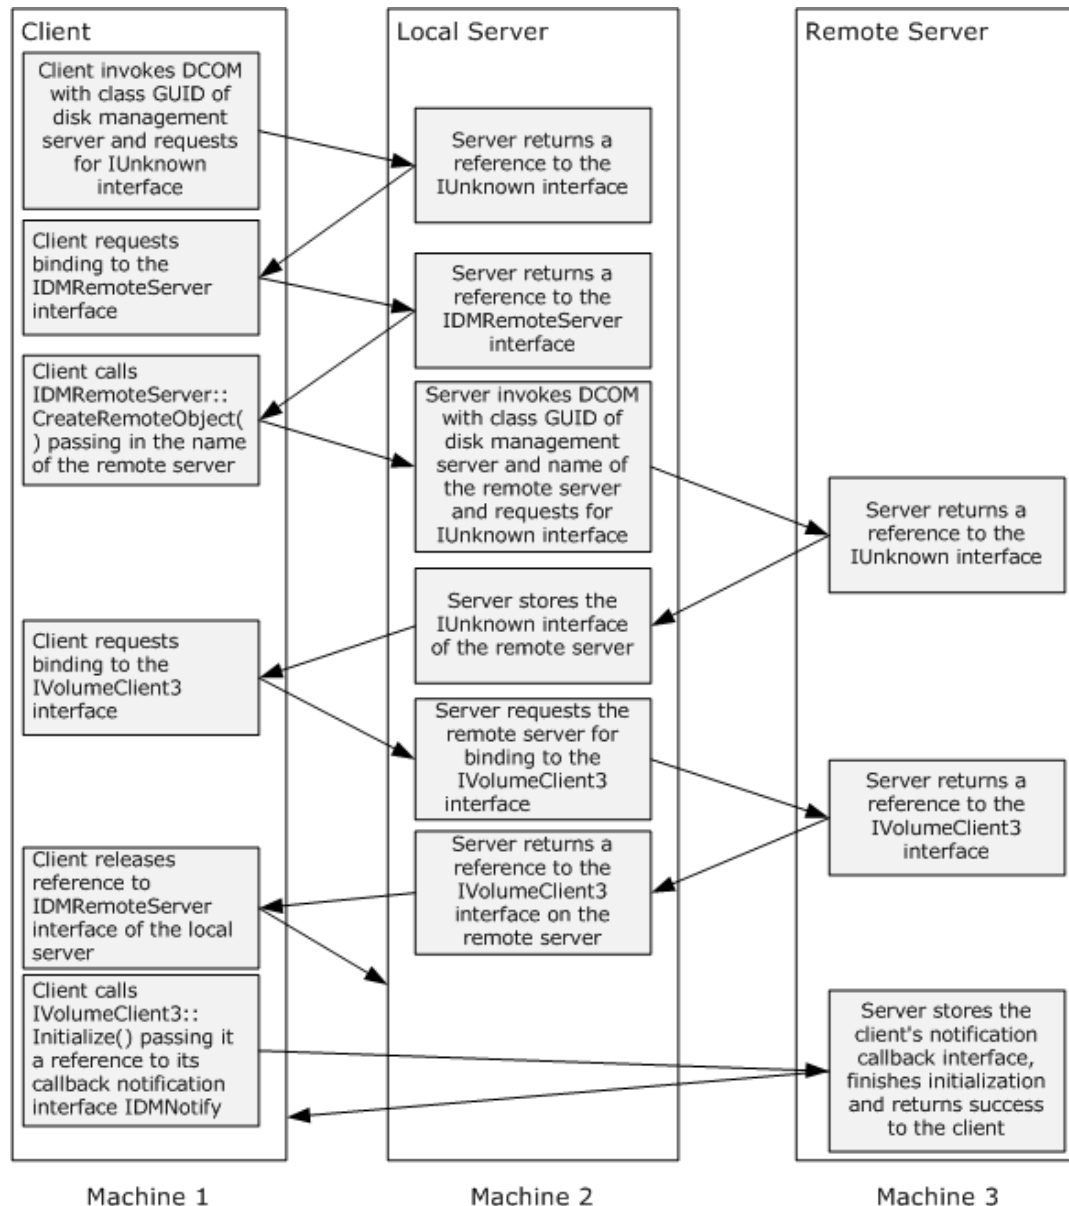 Client
Client invokes DCOM
with class GUID of
disk management
server and requests
for IUnknown
interface
Client requests
binding to the
IDMRemoteServer
interface
Client calls
IDMRemoteServer::
CreateRemoteObject(
) passing in the name
of the remote server
Client requests
binding to the
IVolumeClient3
interface
Client releases
reference to
IDMRemoteServer
interface of the local
server
Client calls
IVolumeClient3::
Initialize() passing it
a reference to its
callback notification
interface IDMNotify
Machine 1
Local Server
Server returns a
reference to the
IUnknown interface
Server returns a
reference to the
IDMRemoteServer
interface
Server invokes DCOM
with class GUID of
disk management
server and name of
the remote server
and requests for
IUnknown interface
Server stores the
IUnknown interface
of the remote server
Server requests the
remote server for
binding to the
IVolumeClient3
interface
Server returns a
reference to the
IVolumeClient3
interface on the
remote server
Machine 2
Remote Server
Server returns a
reference to the
IUnknown interface
Server returns a
reference to the
IVolumeClient3
interface
Server stores the
client's notification
callback interface,
finishes initialization
and returns success
to the client
Machine 3